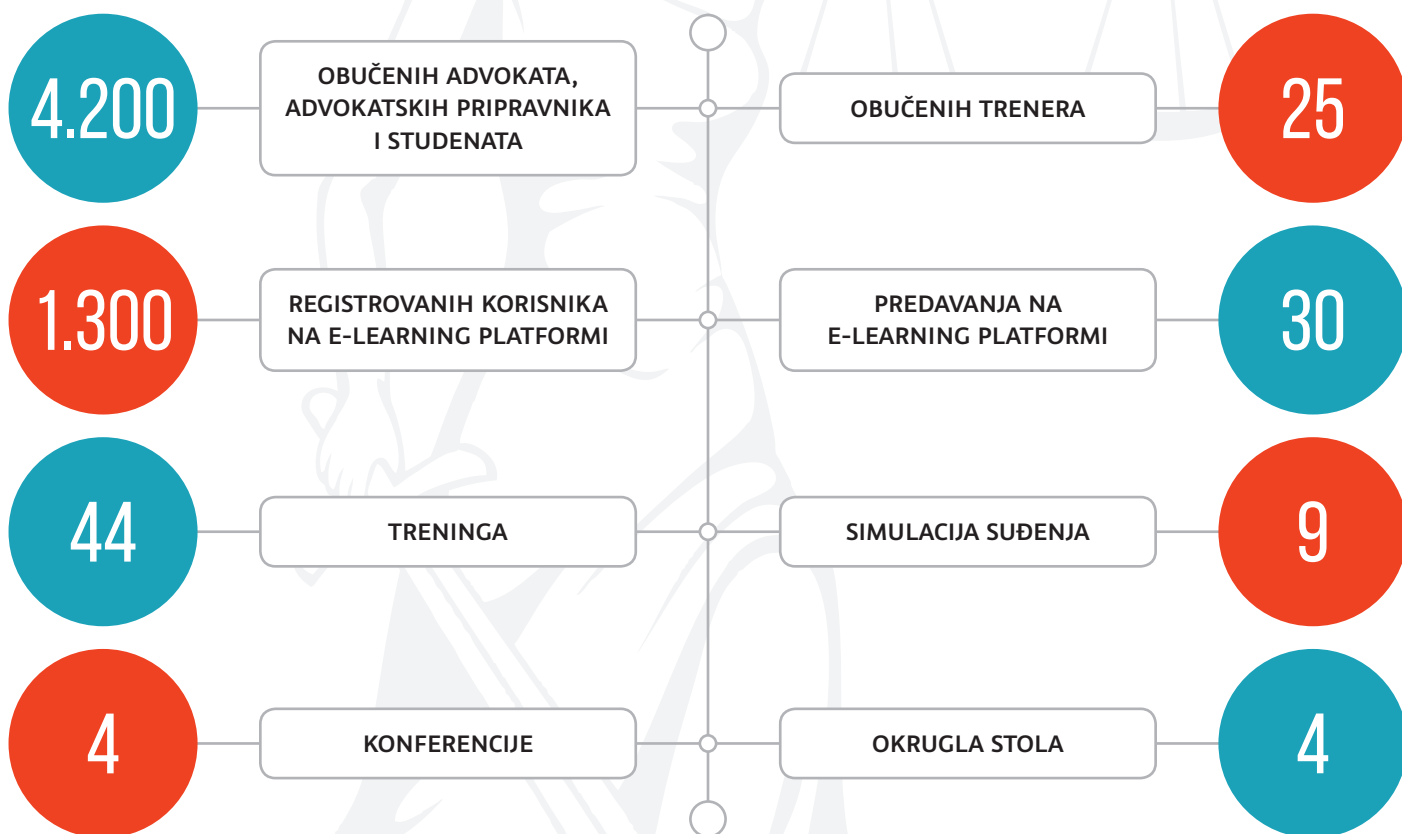 4.200
OBUČENIH ADVOKATA,
ADVOKATSKIH PRIPRAVNIKA
I STUDENATA
OBUČENIH TRENERA
25
1.300
REGISTROVANIH KORISNIKA
NA E-LEARNING PLATFORMI
PREDAVANJA NA
E-LEARNING PLATFORMI
30
44
TRENINGA
SIMULACIJA SUĐENJA
9
4
KONFERENCIJE
OKRUGLA STOLA
4